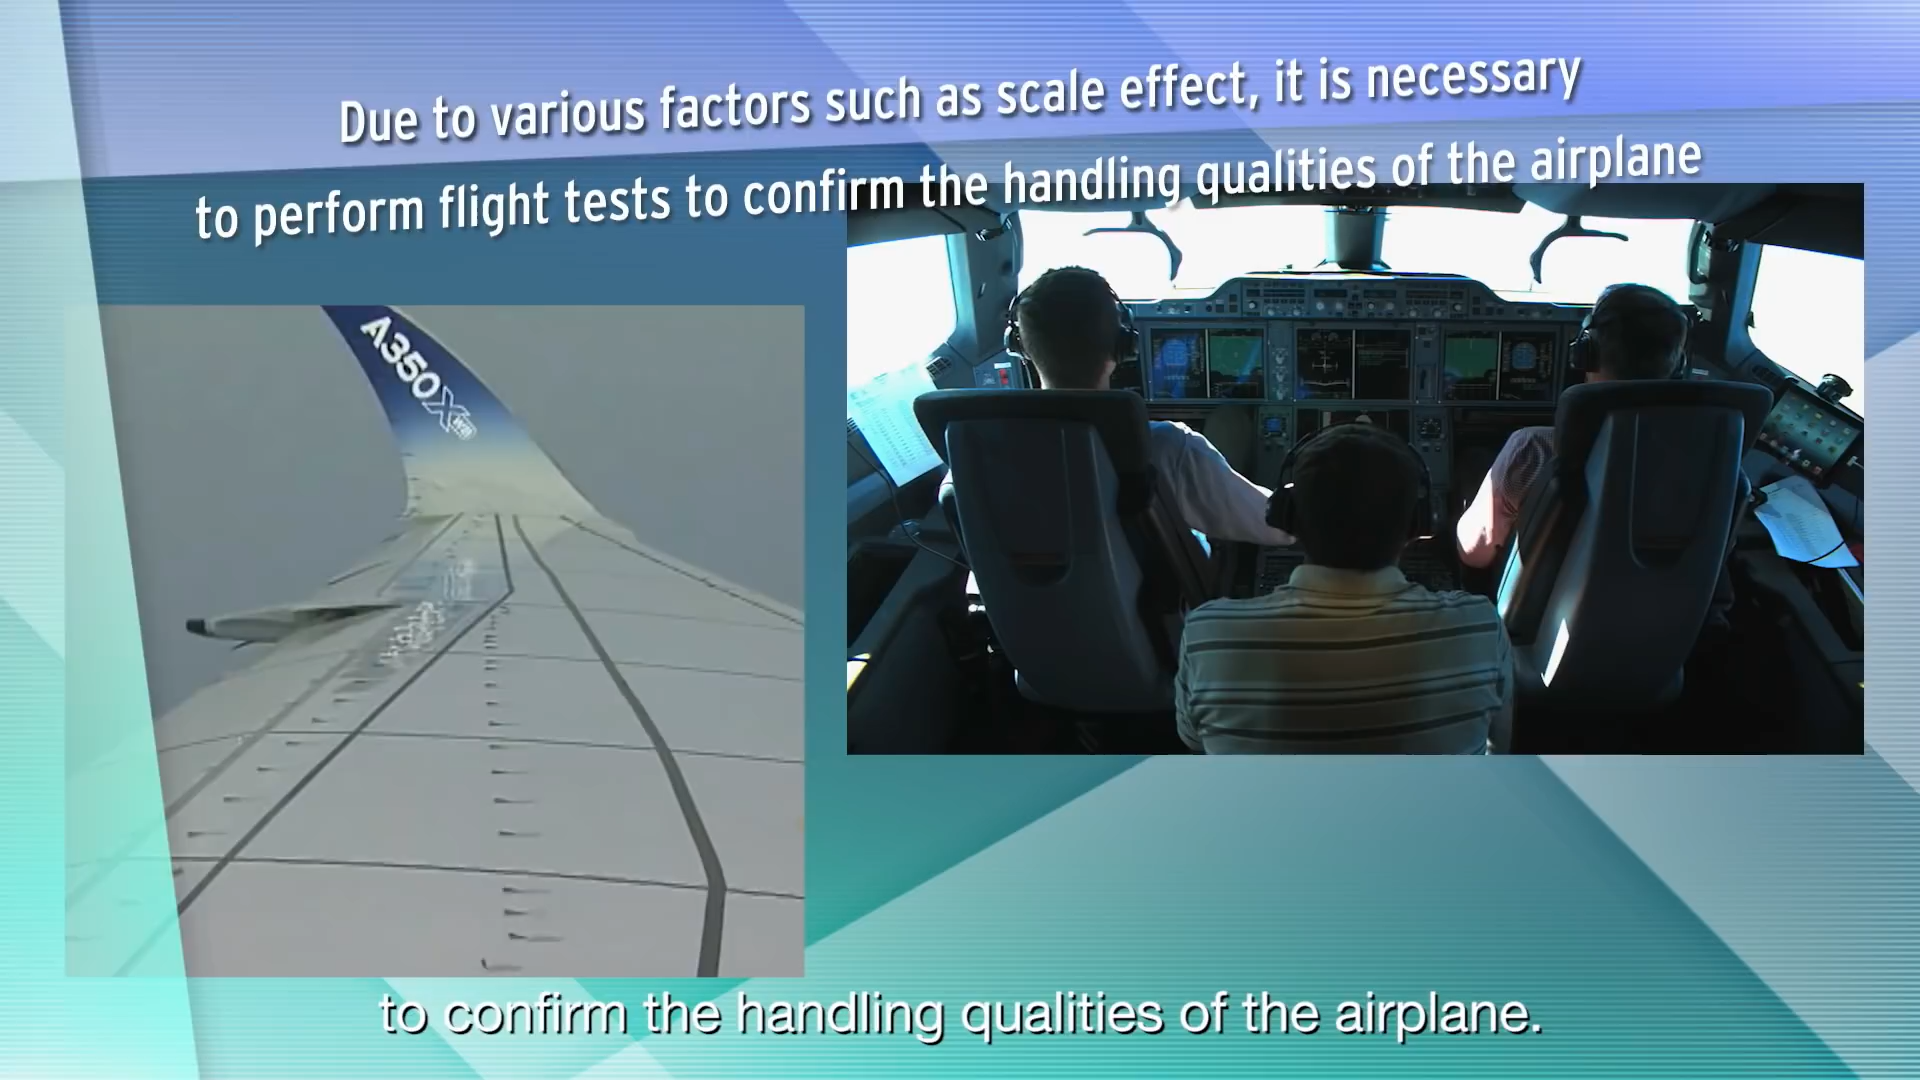 Due to various factors such as scale effect, it is necessary
to perform flight tests to confirm the handling qualities of the airplane
A350XWB
to confirm the handling qualities of the airplane.